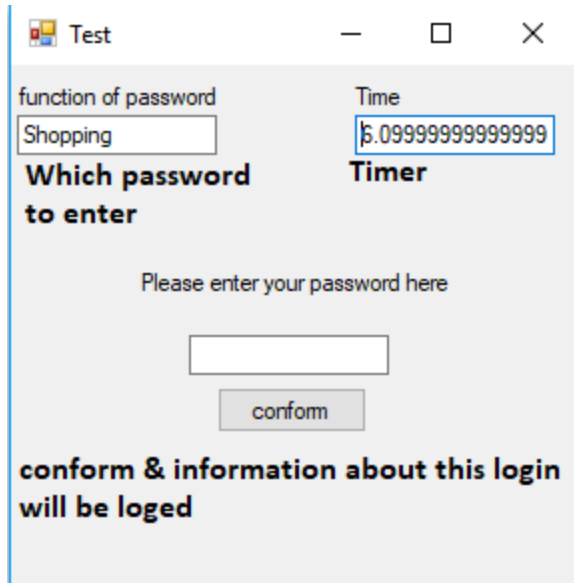 Test
function of password Time
Shopping 6.09999999999999
Which password Timer
to enter
Please enter your password here
conform
conform & information about this login
will be loged